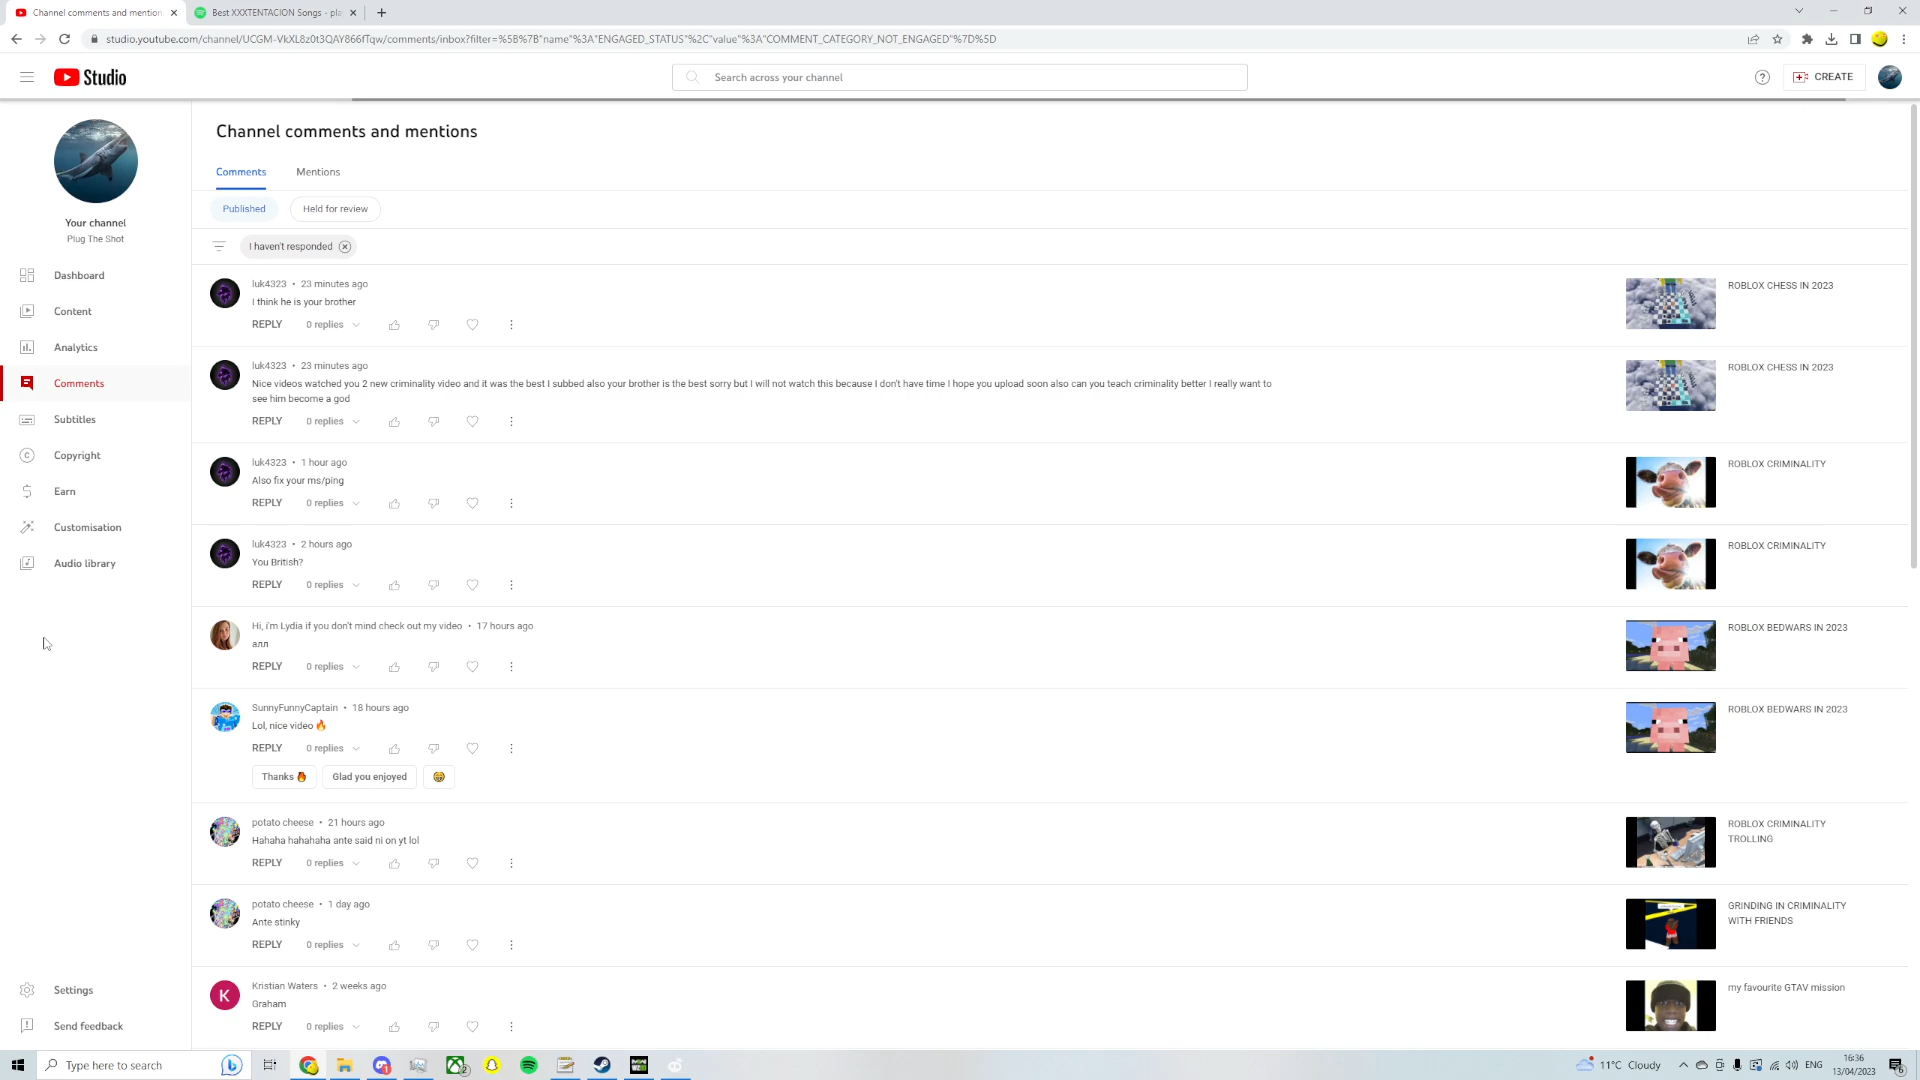 Channel comments and mention
Best XXXTENTACION Songs - pla
studio.youtube.com/channel/UCGM-VkXL8z0t3QAY866fTqw/comments/inbox?filter=%5B%7B"name"%3A"ENGAGED_STATUS"%2C"value"%3A"COMMENT_CATEGORY_NOT_ENGAGED"%7D%5D
Studio
Search across your channel
CREATE
Your channel
Plug The Shot
Dashboard
Content
Analytics
Comments
Subtitles
Copyright
Earn
Customisation
Audio library
Settings
Send feedback
Channel comments and mentions
Comments Mentions
Published Held for review
I haven't responded
luk4323 • 23 minutes ago
I think he is your brother
REPLY 0 replies
ROBLOX CHESS IN 2023
luk4323 • 23 minutes ago
Nice videos watched you 2 new criminality video and it was the best I subbed also your brother is the best sorry but I will not watch this because I don't have time I hope you upload soon also can you teach criminality better I really want to
see him become a god
REPLY 0 replies
ROBLOX CHESS IN 2023
luk4323 • 1 hour ago
Also fix your ms/ping
REPLY 0 replies
ROBLOX CRIMINALITY
luk4323 • 2 hours ago
You British?
REPLY 0 replies
ROBLOX CRIMINALITY
Hi, i'm Lydia if you don't mind check out my video • 17 hours ago
алл
REPLY 0 replies
ROBLOX BEDWARS IN 2023
SunnyFunnyCaptain • 18 hours ago
Lol, nice video 🔥
REPLY 0 replies
Thanks 🔥 Glad you enjoyed 😁
ROBLOX BEDWARS IN 2023
potato cheese • 21 hours ago
Hahaha hahahaha ante said ni on yt lol
REPLY 0 replies
ROBLOX CRIMINALITY
TROLLING
potato cheese • 1 day ago
Ante stinky
REPLY 0 replies
GRINDING IN CRIMINALITY
WITH FRIENDS
K
Kristian Waters • 2 weeks ago
Graham
REPLY 0 replies
my favourite GTAV mission
Type here to search
11°C Cloudy
ENG
16:36
13/04/2023